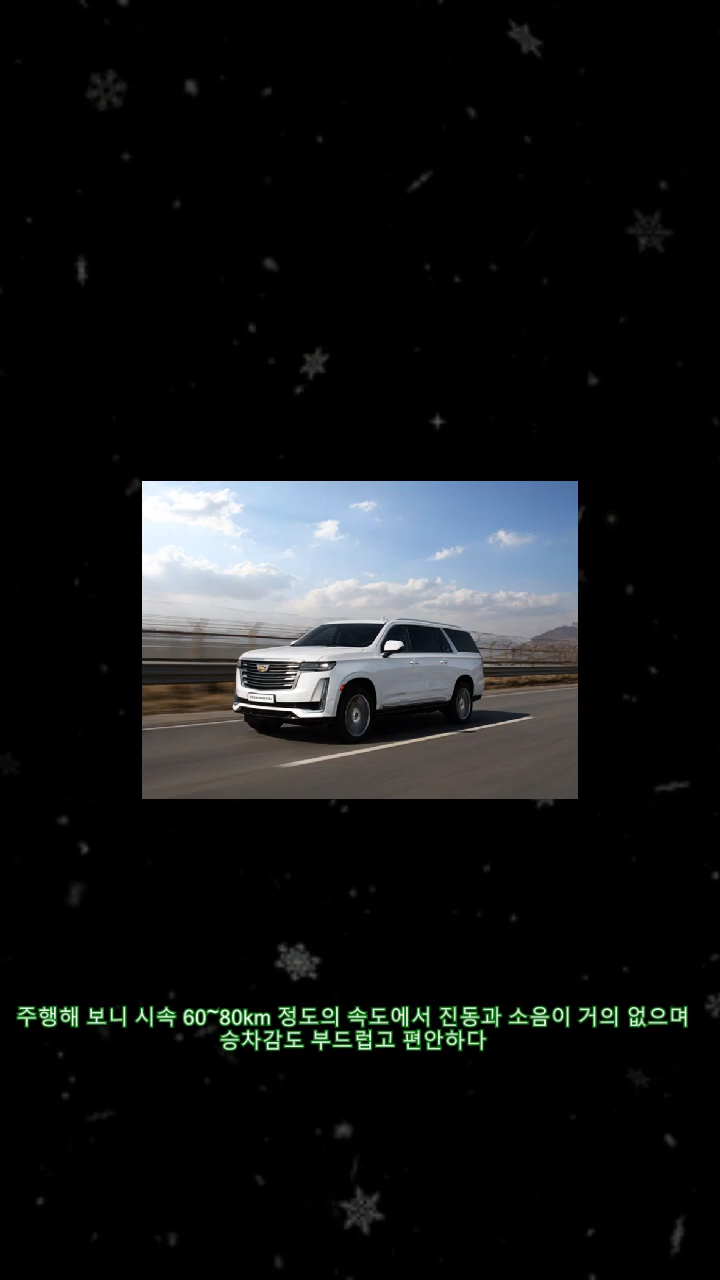 주행해 보니 시속 60~80km 정도의 속도에서 진동과 소음이 거의 없으며
승차감도 부드럽고 편안하다